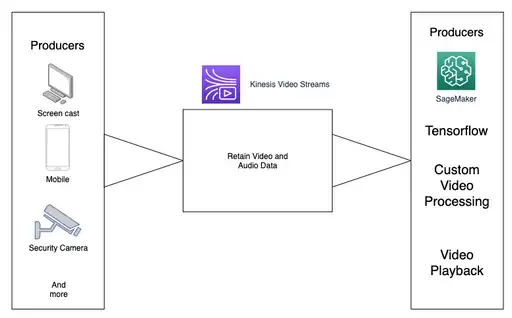 Producers
Screen cast
Mobile
Security Camera
And
more
Kinesis Video Streams
Retain Video and
Audio Data
Producers
SageMaker
Tensorflow
Custom
Video
Processing
Video
Playback